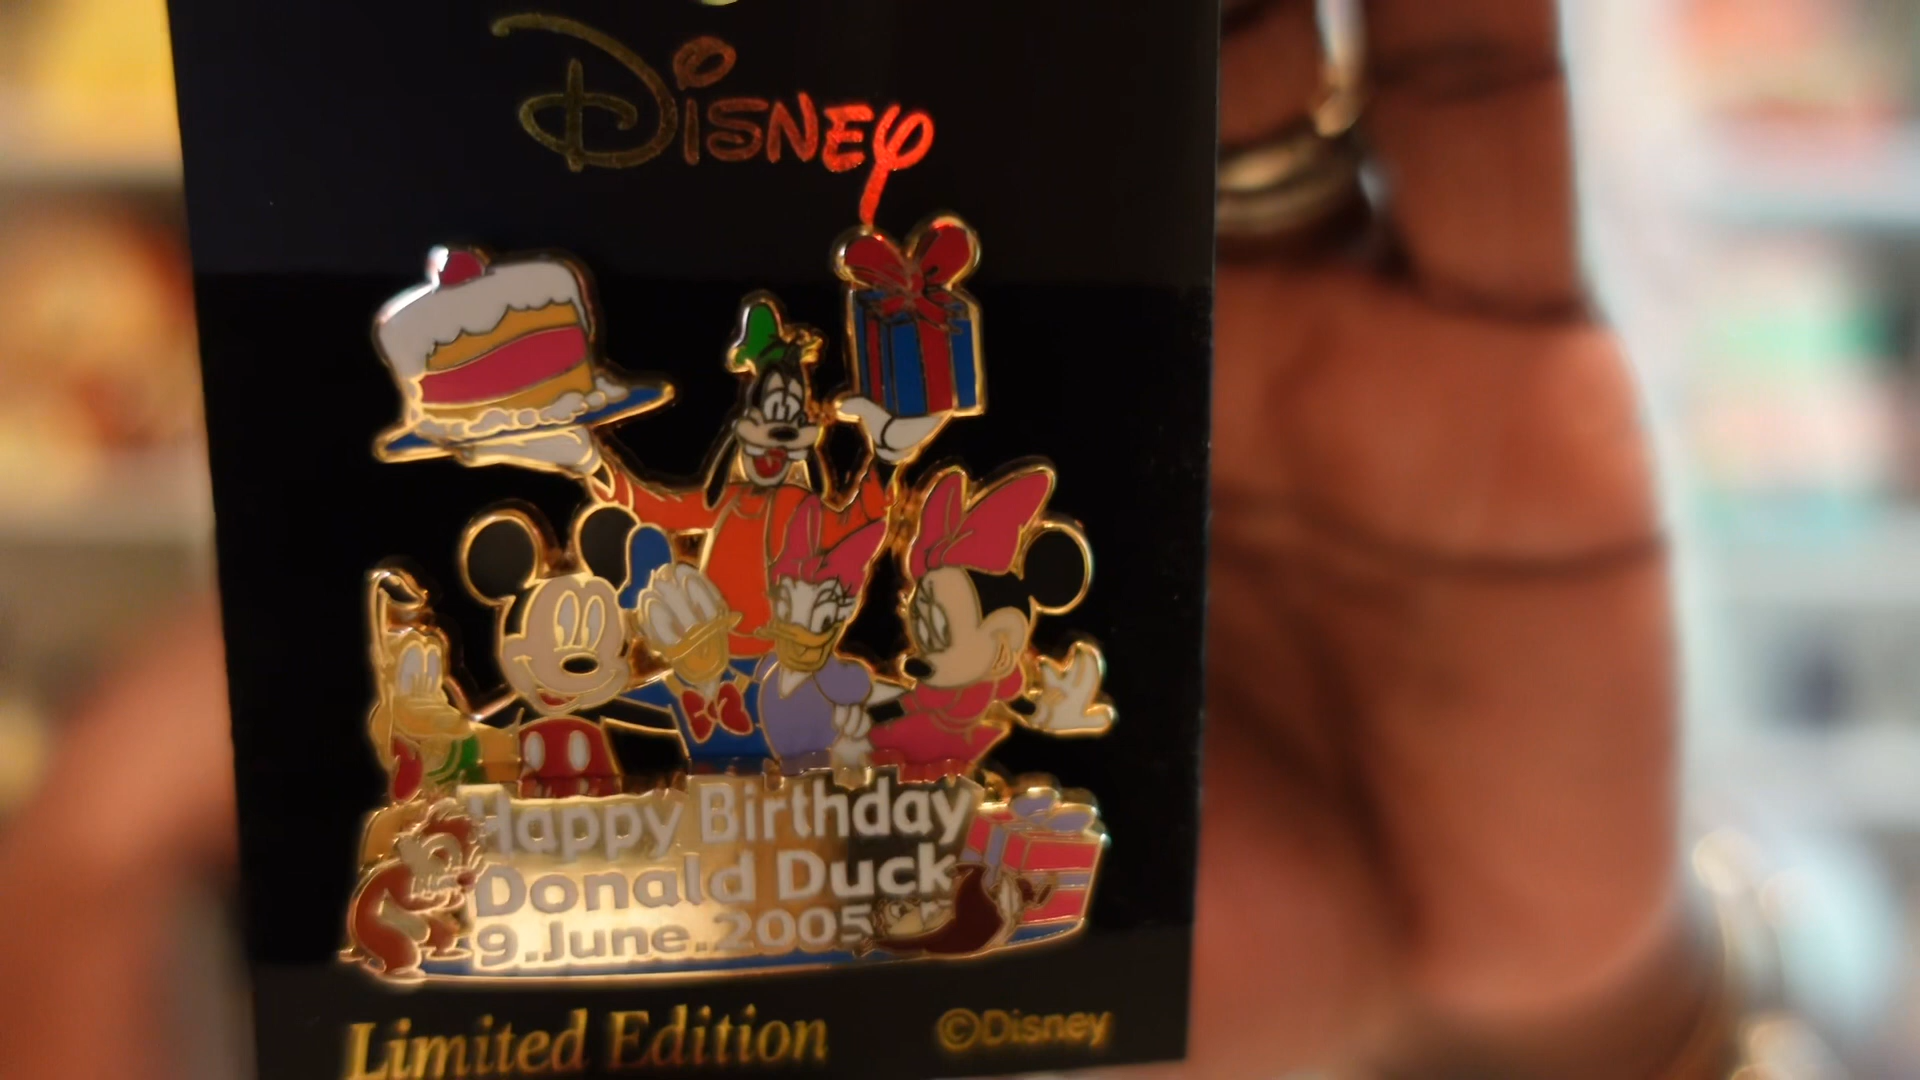 Disney
Happy Birthday
Donald Duck
9.June.2005
Limited Edition
©Disney